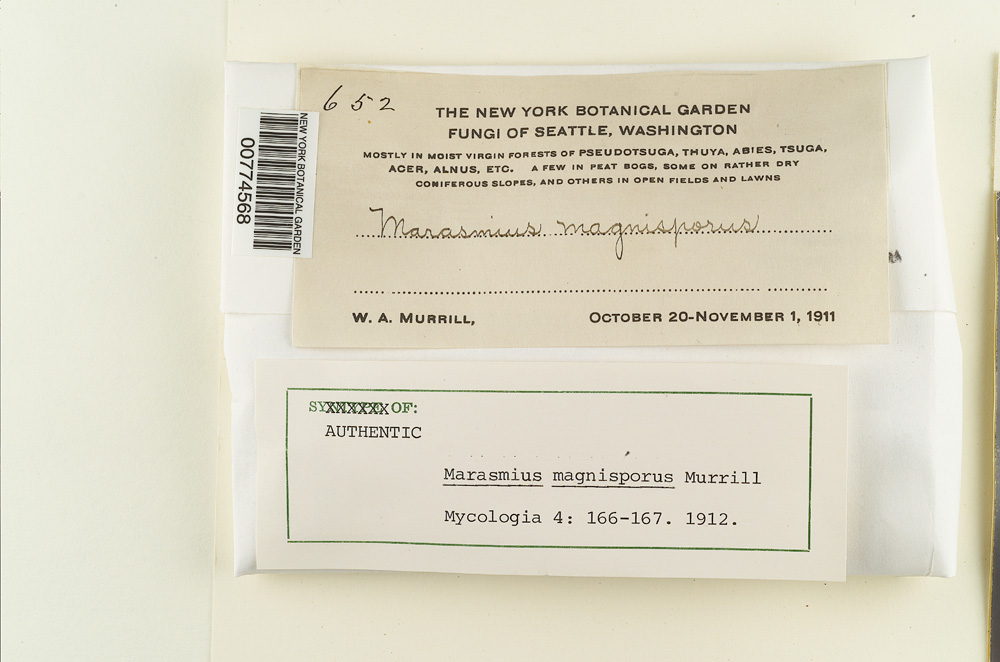 652
THE NEW YORK BOTANICAL GARDEN
FUNGI OF SEATTLE, WASHINGTON
MOSTLY IN MOIST VIRGIN FORESTS OF PSEUDOTSUGA, THUYA, ABIES, TSUGA,
ACER, ALNUS, ETC. A FEW IN PEAT BOGS, SOME ON RATHER DRY
CONIFEROUS SLOPES, AND OTHERS IN OPEN FIELDS AND LAWNS
Marasmius magnisporus
W. A. MURRILL, OCTOBER 20-NOVEMBER 1, 1911
NEW YORK BOTANICAL GARDEN
00774568
OF:
AUTHENTIC
Marasmius magnisporus Murrill
Mycologia 4: 166-167. 1912.